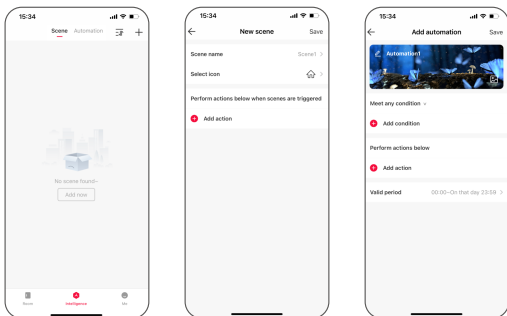 15:34
Scene Automation
No scene found~
Add now
Room Intelligence Me
15:34
New scene Save
Scene name Scene1
Select icon
Perform actions below when scenes are triggered
Add action
15:34
Add automation Save
Automation1
Meet any condition
Add condition
Perform actions below
Add action
Valid period 00:00~On that day 23:59